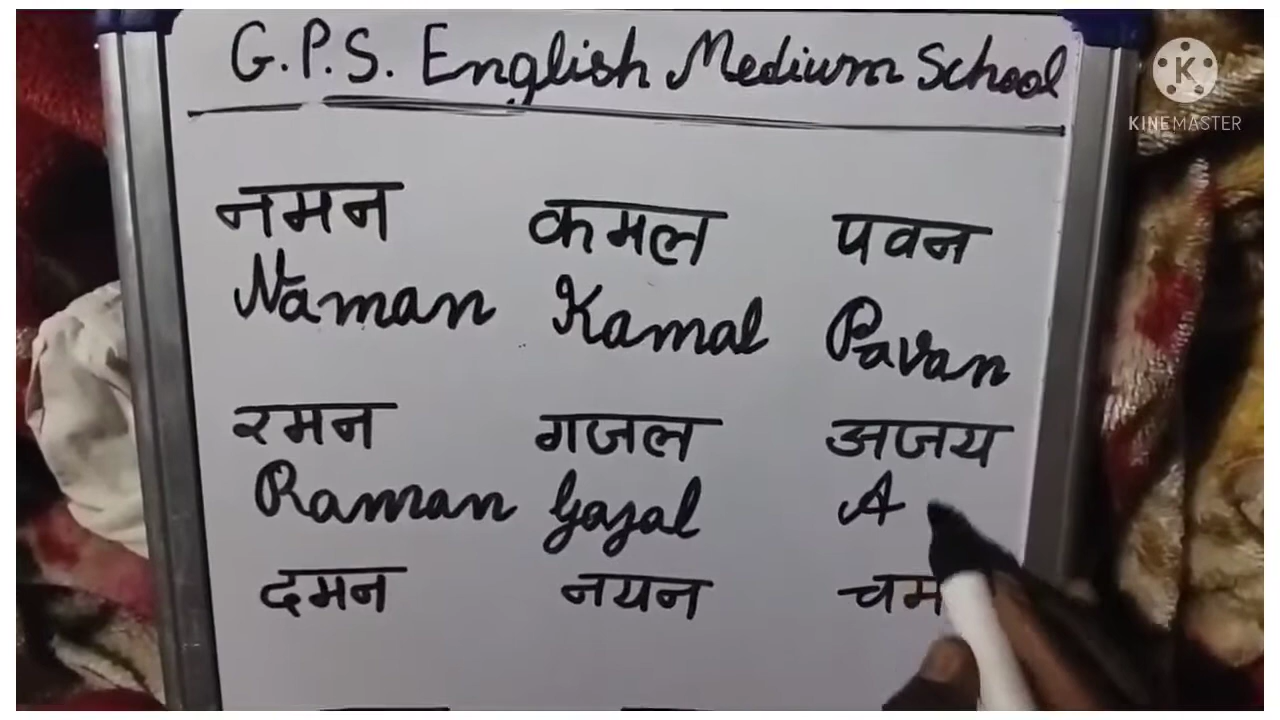 G.P.S. English Medium School
K
KINEMASTER
नमन कमल पवन
Naman Kamal Pavan
रमन गजल अजय
Raman Gajal A
दमन नयन